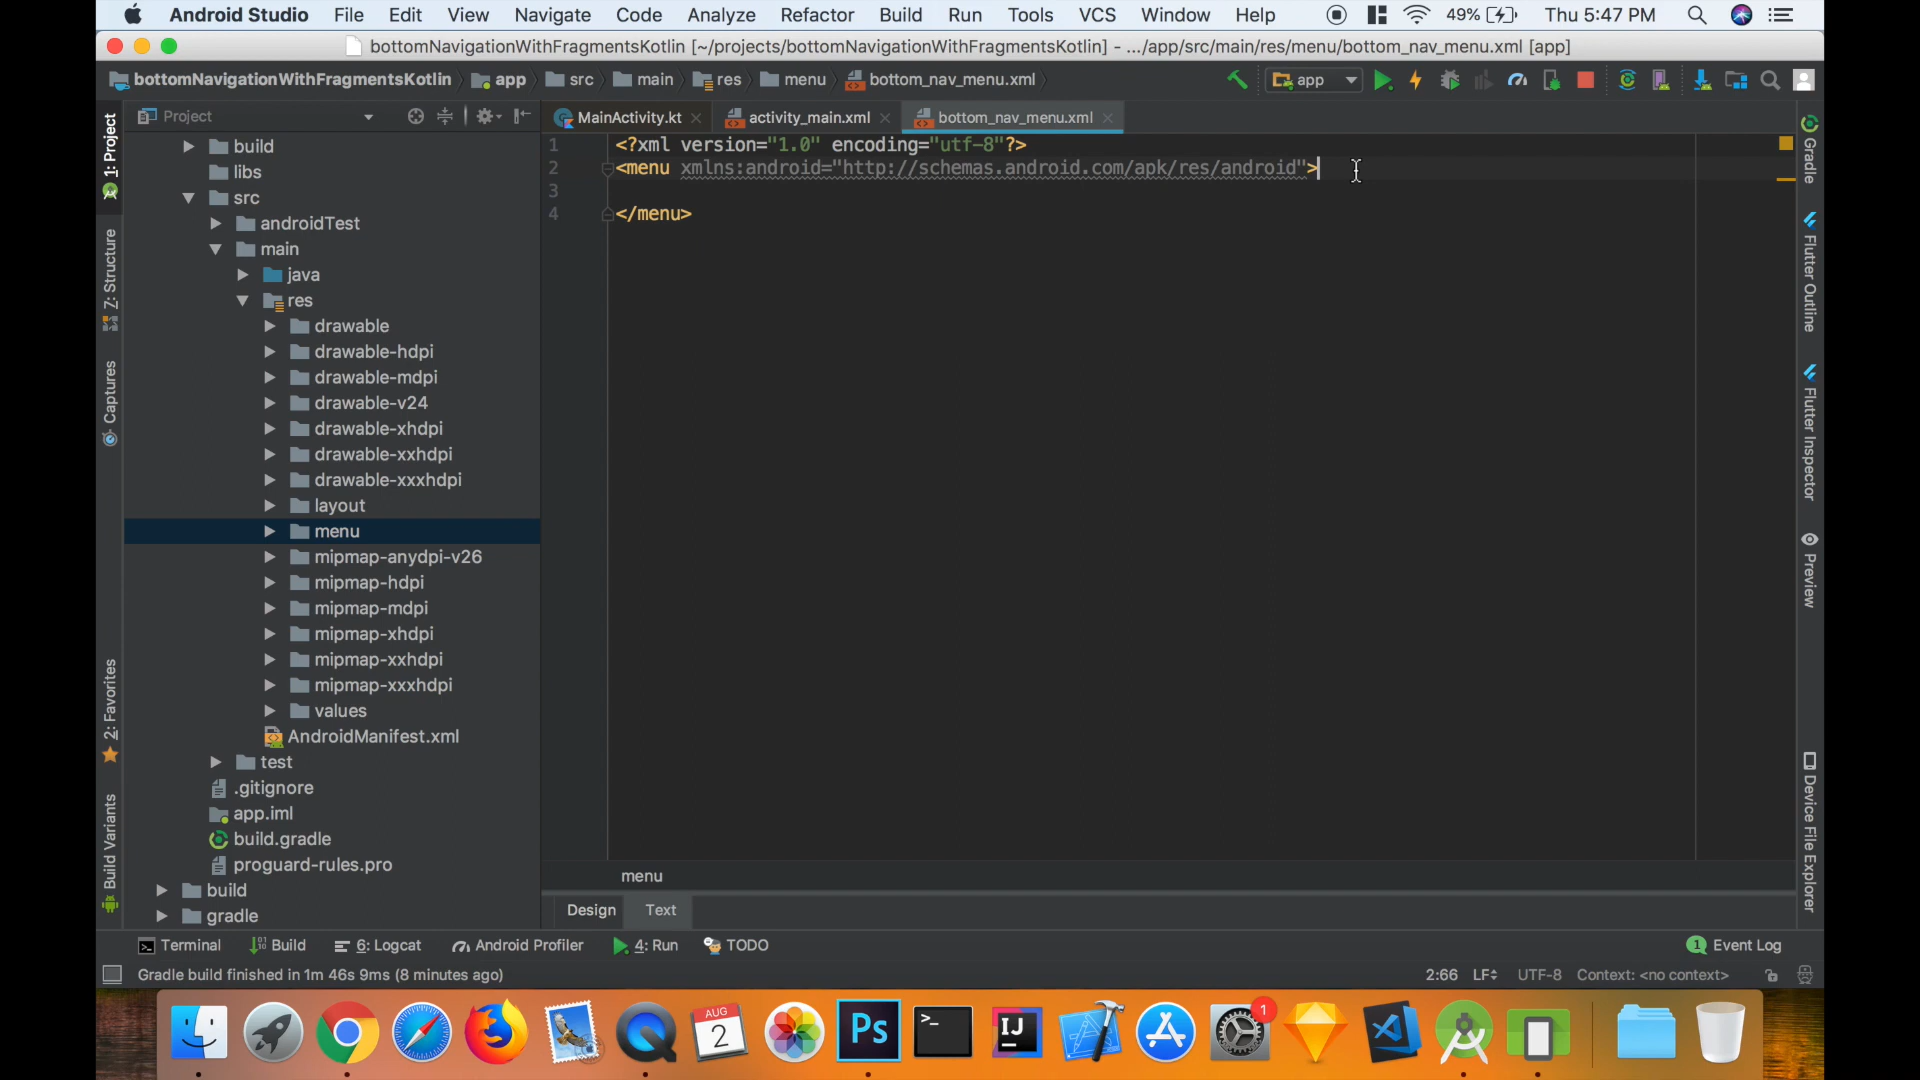 Android Studio File Edit View Navigate Code Analyze Refactor Build Run Tools VCS Window Help 49% Thu 5:47 PM
bottomNavigationWithFragmentsKotlin [~/projects/bottomNavigationWithFragmentsKotlin] - .../app/src/main/res/menu/bottom_nav_menu.xml [app]
bottomNavigationWithFragmentsKotlin app src main res menu bottom_nav_menu.xml app
Project
MainActivity.kt activity_main.xml bottom_nav_menu.xml
1 <?xml version="1.0" encoding="utf-8"?>
2 <menu xmlns:android="http://schemas.android.com/apk/res/android">
3
4 </menu>
build
libs
src
androidTest
main
java
res
drawable
drawable-hdpi
drawable-mdpi
drawable-v24
drawable-xhdpi
drawable-xxhdpi
drawable-xxxhdpi
layout
menu
mipmap-anydpi-v26
mipmap-hdpi
mipmap-mdpi
mipmap-xhdpi
mipmap-xxhdpi
mipmap-xxxhdpi
values
AndroidManifest.xml
test
.gitignore
app.iml
build.gradle
proguard-rules.pro
build
gradle
1: Project
7: Structure
Captures
2: Favorites
Build Variants
Gradle
Flutter Outline
Flutter Inspector
Preview
Device File Explorer
menu
Design Text
Terminal Build 6: Logcat Android Profiler 4: Run TODO 1 Event Log
Gradle build finished in 1m 46s 9ms (8 minutes ago) 2:66 LF UTF-8 Context: <no context>
AUG
2
Ps
>_
IJ
1